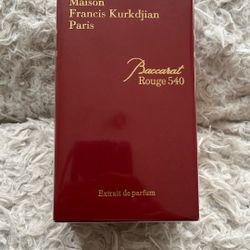 Maison
Francis Kurkdjian
Paris
Baccarat
Rouge 540
Extrait de parfum